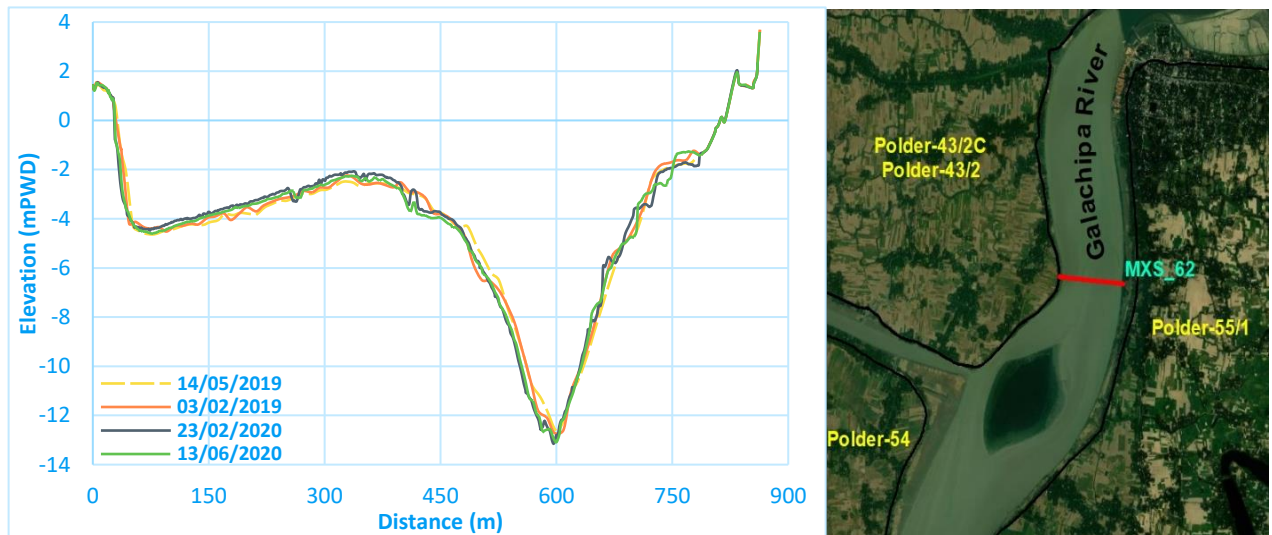 Elevation (mPWD)
4
2
0
-2
-4
-6
-8
-10
-12
-14
14/05/2019
03/02/2019
23/02/2020
13/06/2020
0 150 300 450 600 750 900
Distance (m)
Galachipa River
Polder-43/2C
Polder-43/2
MXS_62
Polder-55/1
Polder-54